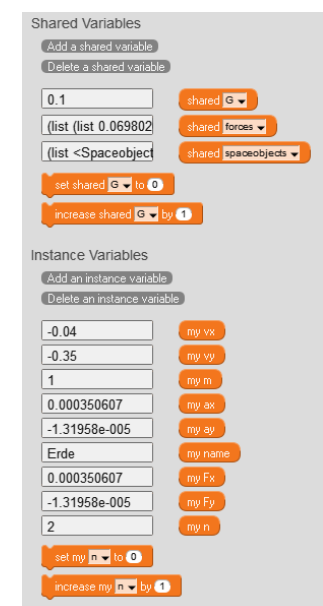 Shared Variables
Add a shared variable
Delete a shared variable
0.1 shared G
(list (list 0.069802 shared forces
(list <Spaceobject shared spaceobjects
set shared G to 0
increase shared G by 1
Instance Variables
Add an instance variable
Delete an instance variable
-0.04 my vx
-0.35 my vy
1 my m
0.000350607 my ax
-1.31958e-005 my ay
Erde my name
0.000350607 my Fx
-1.31958e-005 my Fy
2 my n
set my n to 0
increase my n by 1